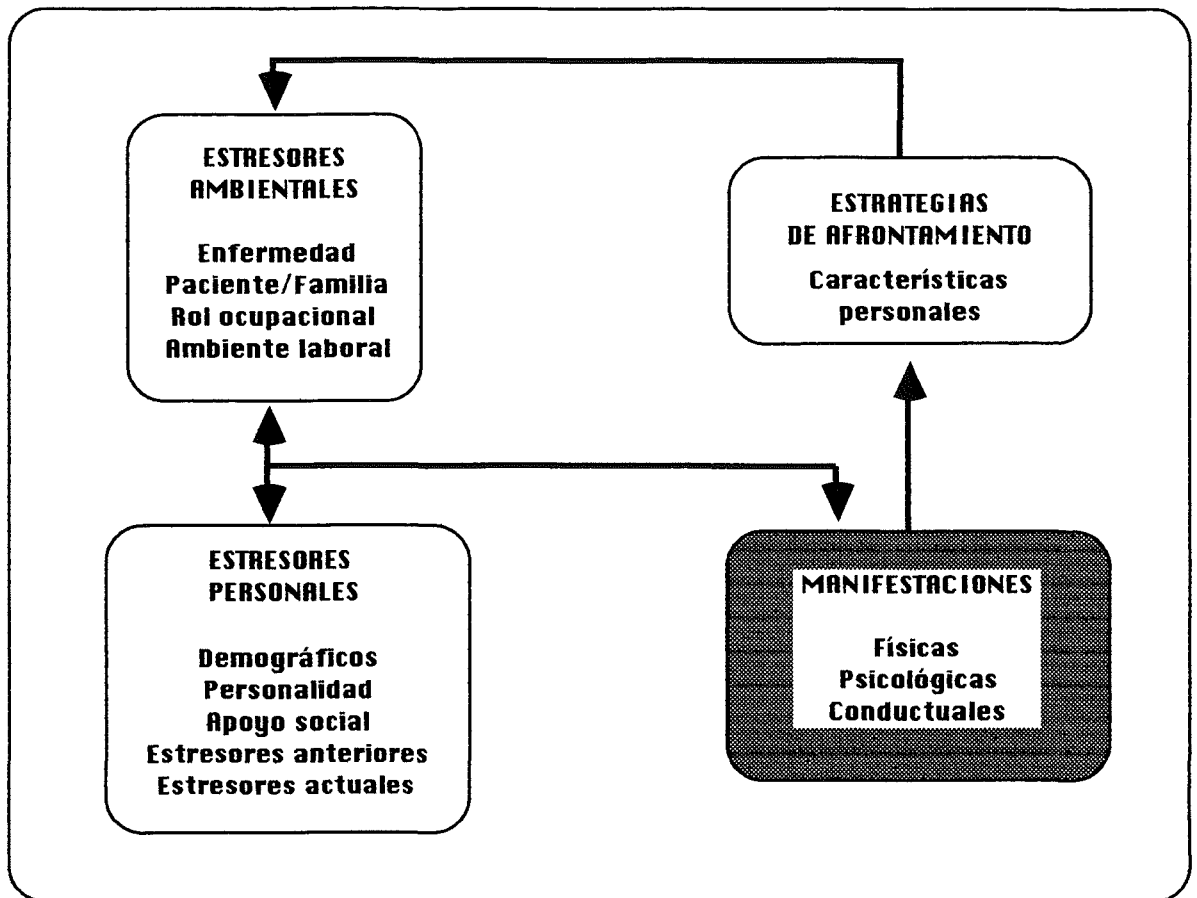 ESTRESORES
AMBIENTALES
Enfermedad
Paciente/Familia
Rol ocupacional
Ambiente laboral
ESTRATEGIAS
DE AFRONTAMIENTO
Características
personales
ESTRESORES
PERSONALES
Demográficos
Personalidad
Apoyo social
Estresores anteriores
Estresores actuales
MANIFESTACIONES
Físicas
Psicológicas
Conductuales